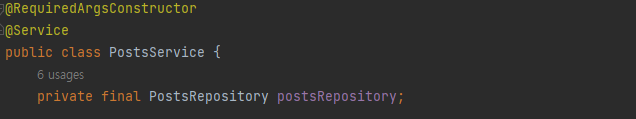 @RequiredArgsConstructor
@Service
public class PostsService {
6 usages
private final PostsRepository postsRepository;